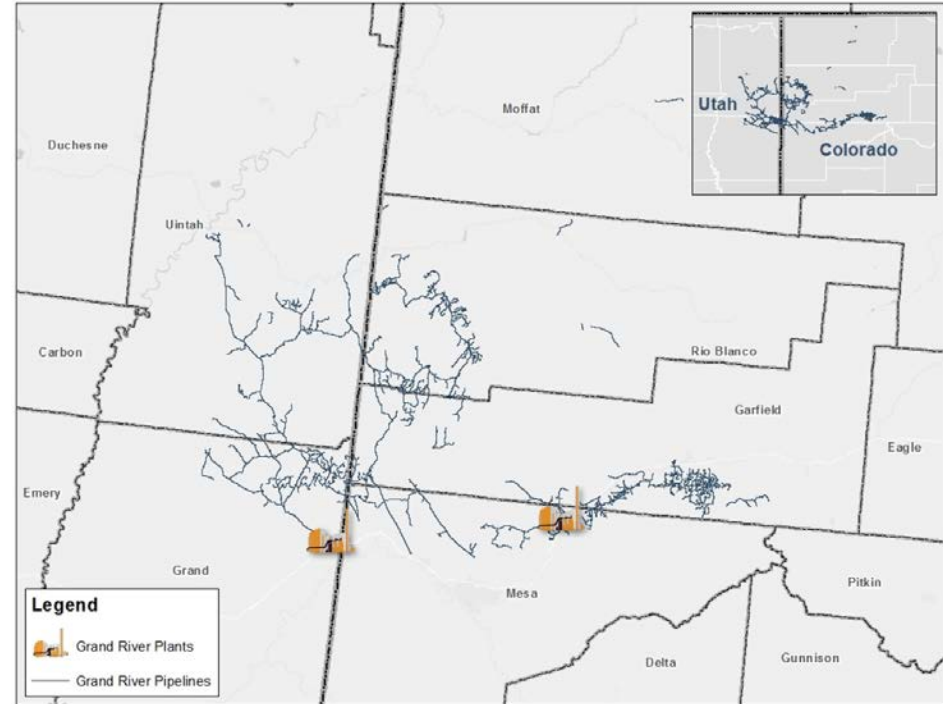 Moffat
Utah
Colorado
Duchesne
Uintah
Carbon
Rio Blanco
Garfield
Eagle
Emery
Grand
Mesa
Pitkin
Delta
Gunnison
Legend
Grand River Plants
Grand River Pipelines